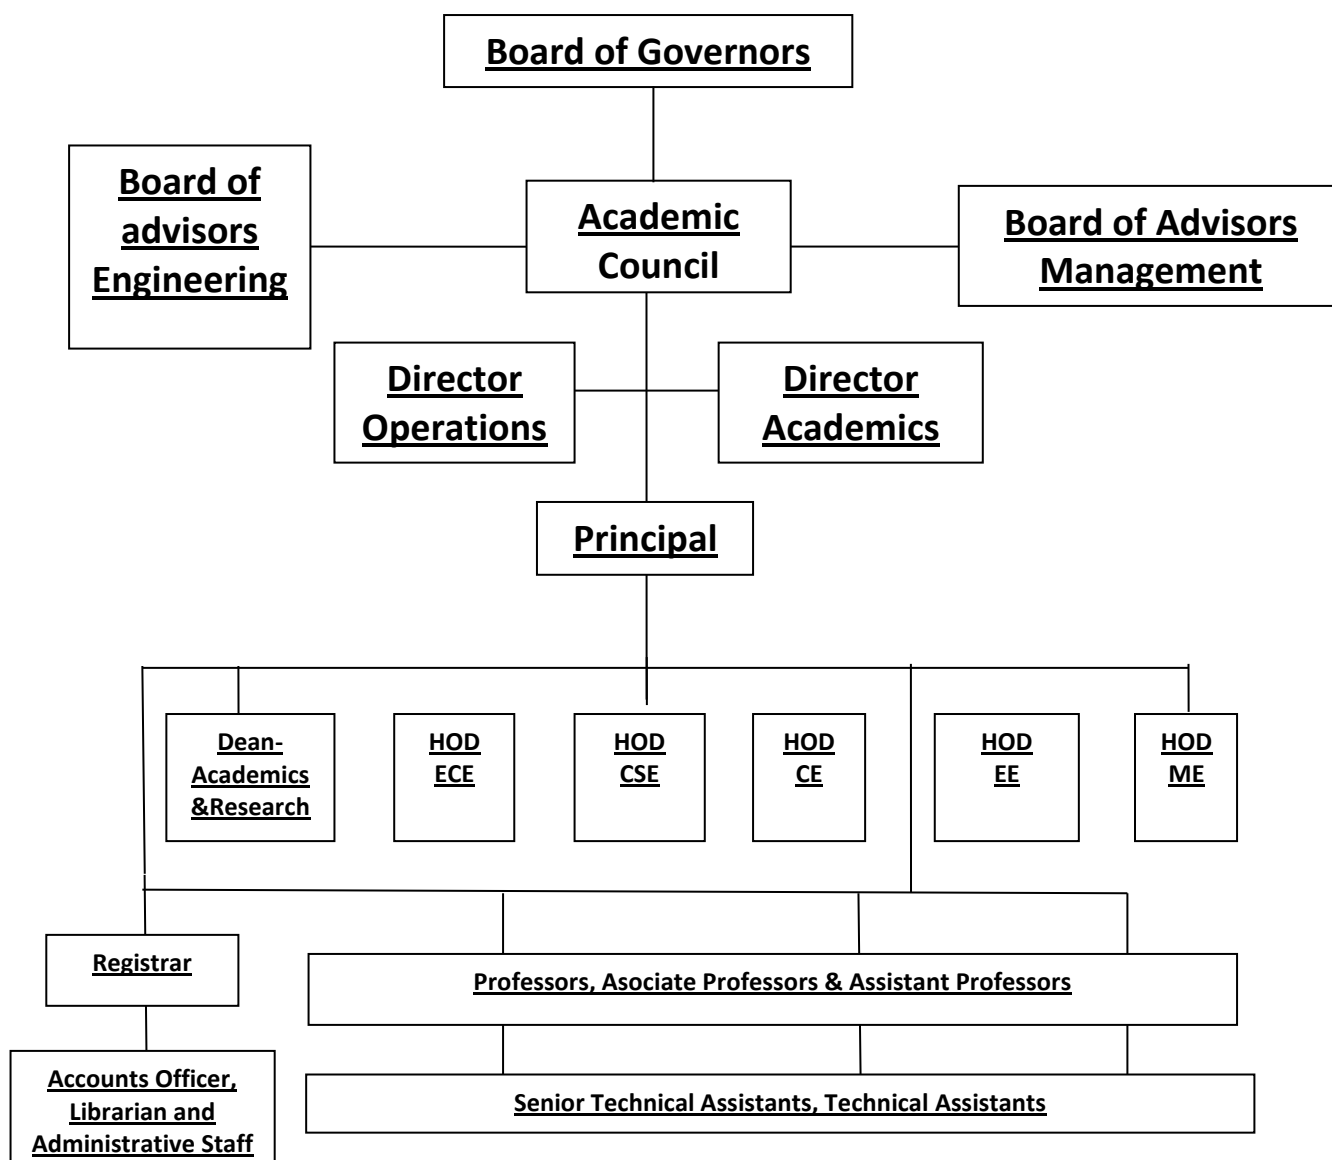 Board of Governors
Board of
advisors
Engineering
Academic
Council
Board of Advisors
Management
Director
Operations
Director
Academics
Principal
Dean-
Academics
&Research
HOD
ECE
HOD
CSE
HOD
CE
HOD
EE
HOD
ME
Registrar
Professors, Asociate Professors & Assistant Professors
Accounts Officer,
Librarian and
Administrative Staff
Senior Technical Assistants, Technical Assistants